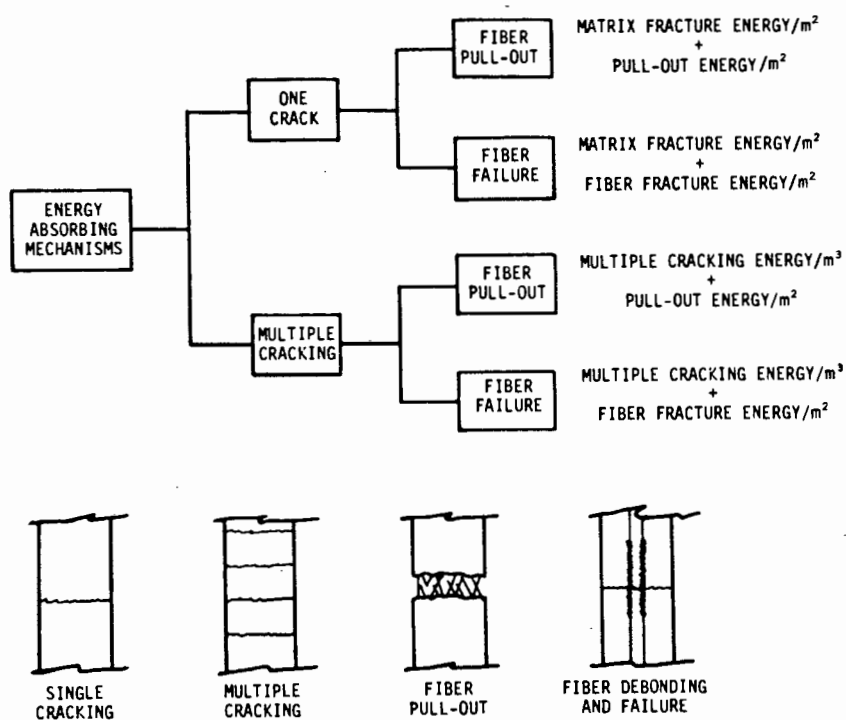 FIBER
PULL-OUT
MATRIX FRACTURE ENERGY/m²
+
PULL-OUT ENERGY/m²
ONE
CRACK
FIBER
FAILURE
MATRIX FRACTURE ENERGY/m²
+
FIBER FRACTURE ENERGY/m²
ENERGY
ABSORBING
MECHANISMS
FIBER
PULL-OUT
MULTIPLE CRACKING ENERGY/m³
+
PULL-OUT ENERGY/m²
MULTIPLE
CRACKING
FIBER
FAILURE
MULTIPLE CRACKING ENERGY/m³
+
FIBER FRACTURE ENERGY/m²
SINGLE
CRACKING
MULTIPLE
CRACKING
FIBER
PULL-OUT
FIBER DEBONDING
AND FAILURE